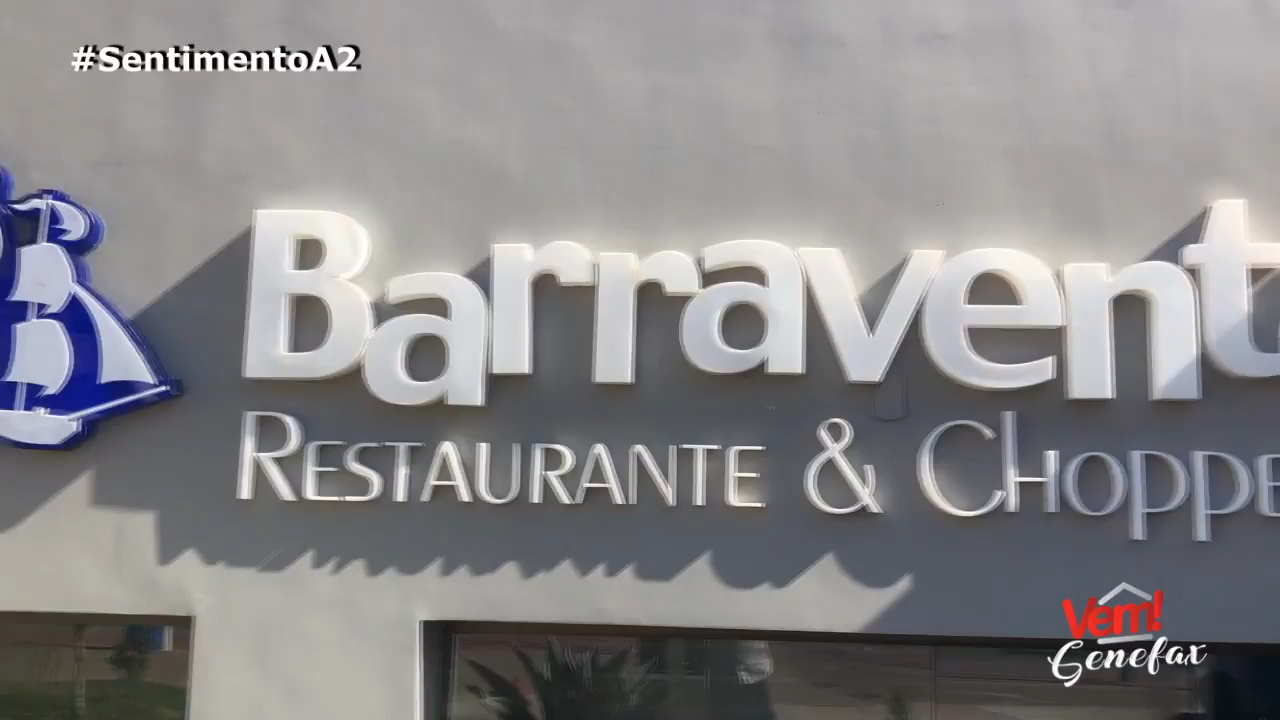 #SentimentoA2
Barravent
RESTAURANTE & CHOPPE
Vem!
Genefax